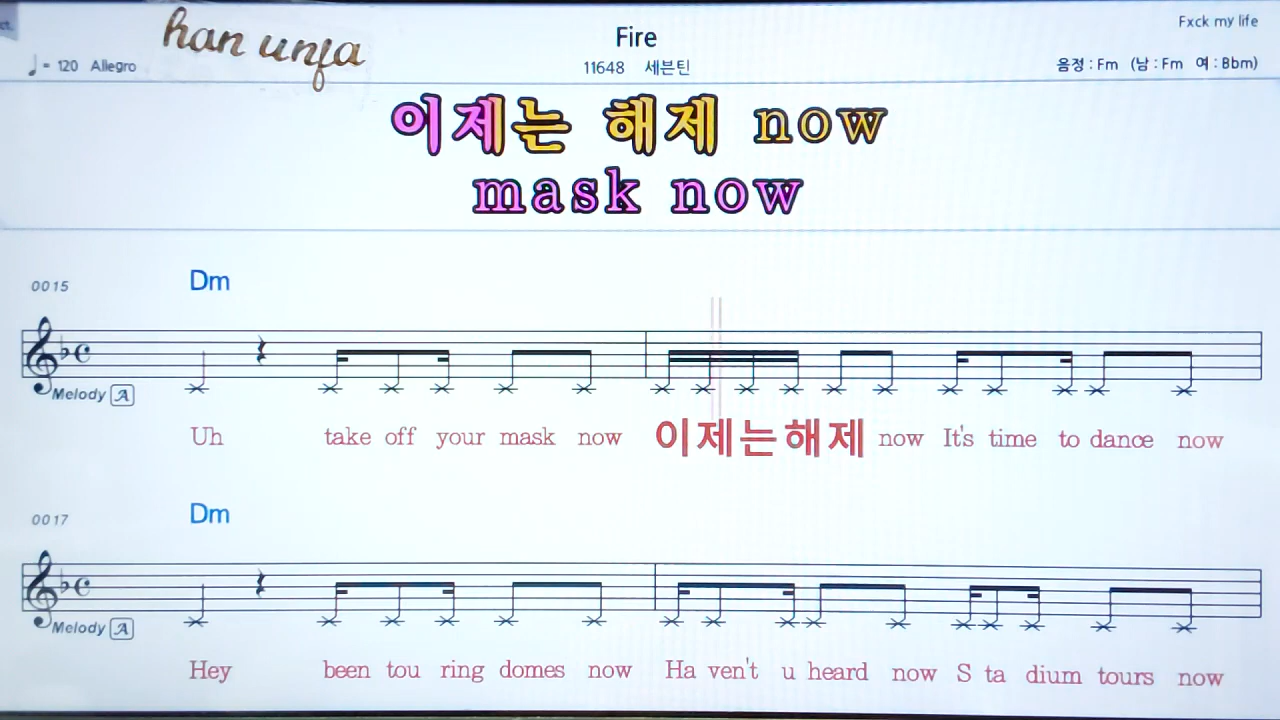 ct.
han unfa
Fire
Fxck my life
♩ = 120 Allegro
11648 세븐틴
음정 : Fm (남 : Fm 여 : Bbm)
이제는 해제 now
mask now
0015
Dm
Melody A
Uh take off your mask now 이제는해제 now It's time to dance now
0017
Dm
Melody A
Hey been tou ring domes now Ha ven't u heard now S ta dium tours now